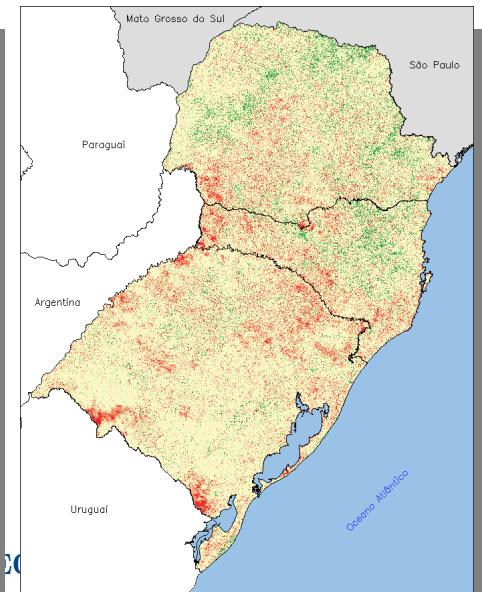 Mato Grosso do Sul
São Paulo
Paraguai
Argentina
Uruguai
Oceano Atlântico